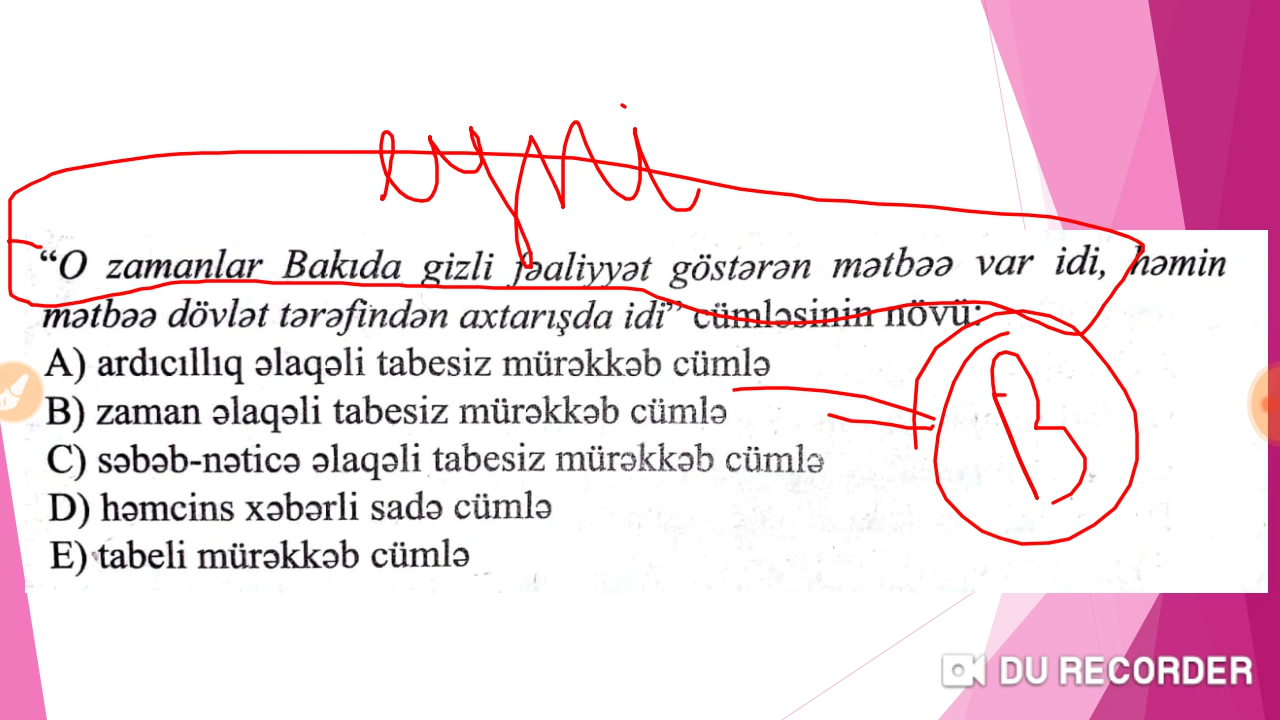 eyni
“O zamanlar Bakıda gizli fəaliyyət göstərən mətbəə var idi, həmin
mətbəə dövlət tərəfindən axtarışda idi” cümləsinin növü:
A) ardıcıllıq əlaqəli tabesiz mürəkkəb cümlə
B) zaman əlaqəli tabesiz mürəkkəb cümlə
C) səbəb-nəticə əlaqəli tabesiz mürəkkəb cümlə
D) həmcins xəbərli sadə cümlə
E) tabeli mürəkkəb cümlə
B
DU RECORDER